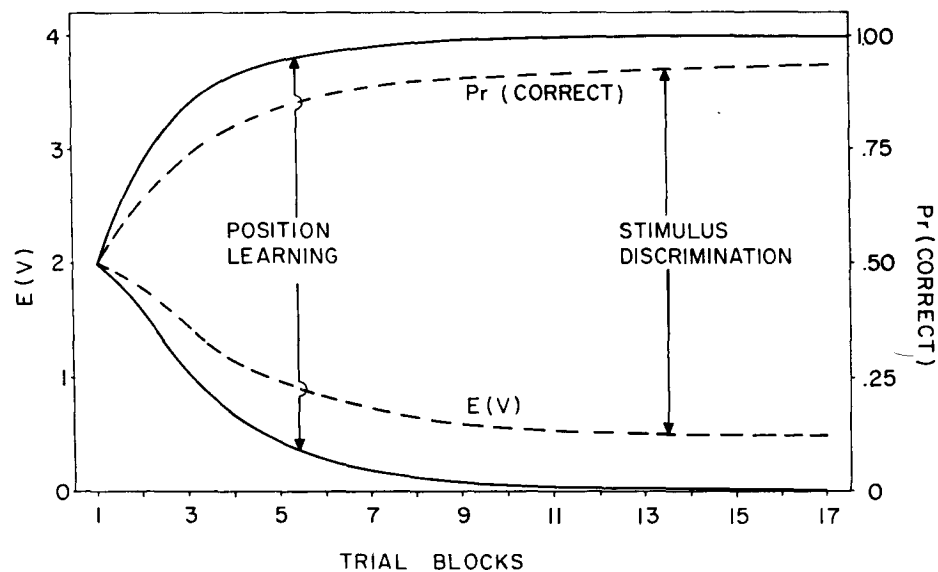 4
3
2
1
0
E(V)
1.00
.75
.50
.25
0
Pr(CORRECT)
Pr (CORRECT)
POSITION
LEARNING
STIMULUS
DISCRIMINATION
E(V)
1 3 5 7 9 11 13 15 17
TRIAL BLOCKS